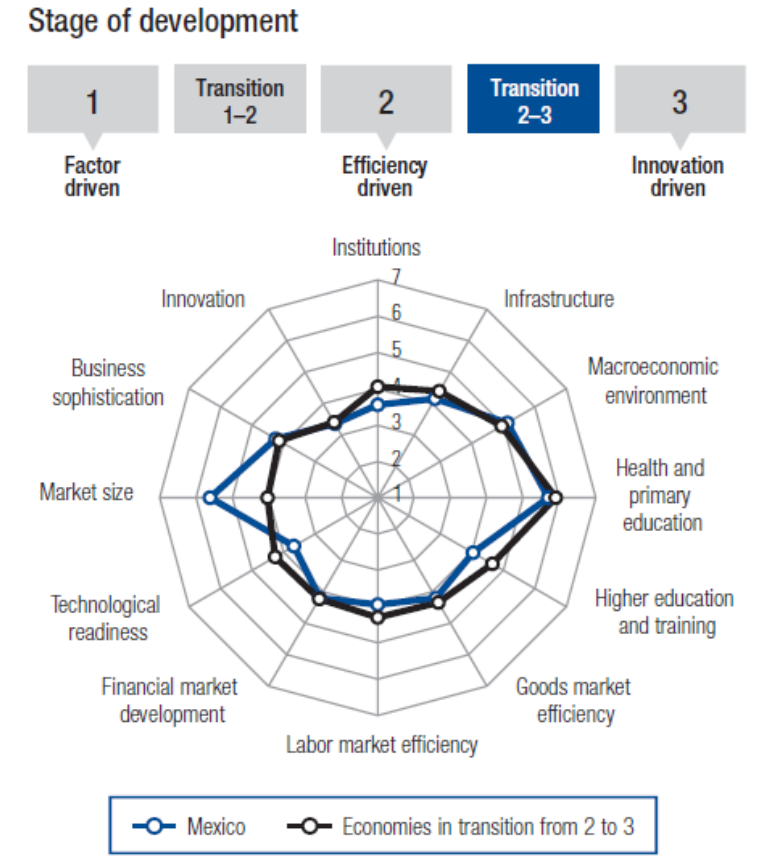 Stage of development
1
Transition
1–2
2
Transition
2–3
3
Factor
driven
Efficiency
driven
Innovation
driven
Institutions
Infrastructure
Macroeconomic
environment
Health and
primary
education
Higher education
and training
Goods market
efficiency
Labor market efficiency
Financial market
development
Technological
readiness
Market size
Business
sophistication
Innovation
7
6
5
4
3
2
1
Mexico
Economies in transition from 2 to 3